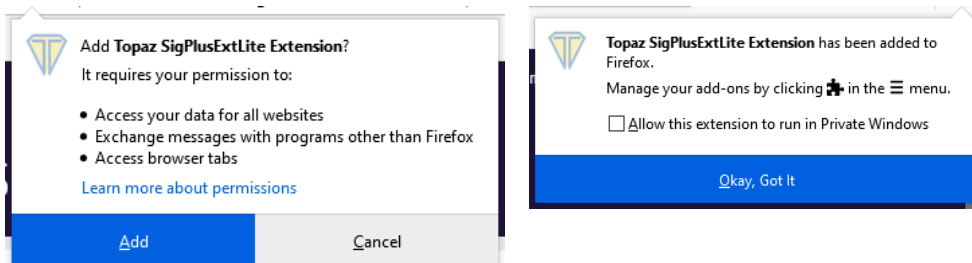 Add Topaz SigPlusExtLite Extension?
It requires your permission to:
• Access your data for all websites
• Exchange messages with programs other than Firefox
• Access browser tabs
Learn more about permissions
Add
Cancel
Topaz SigPlusExtLite Extension has been added to
Firefox.
Manage your add-ons by clicking in the menu.
Allow this extension to run in Private Windows
Okay, Got It